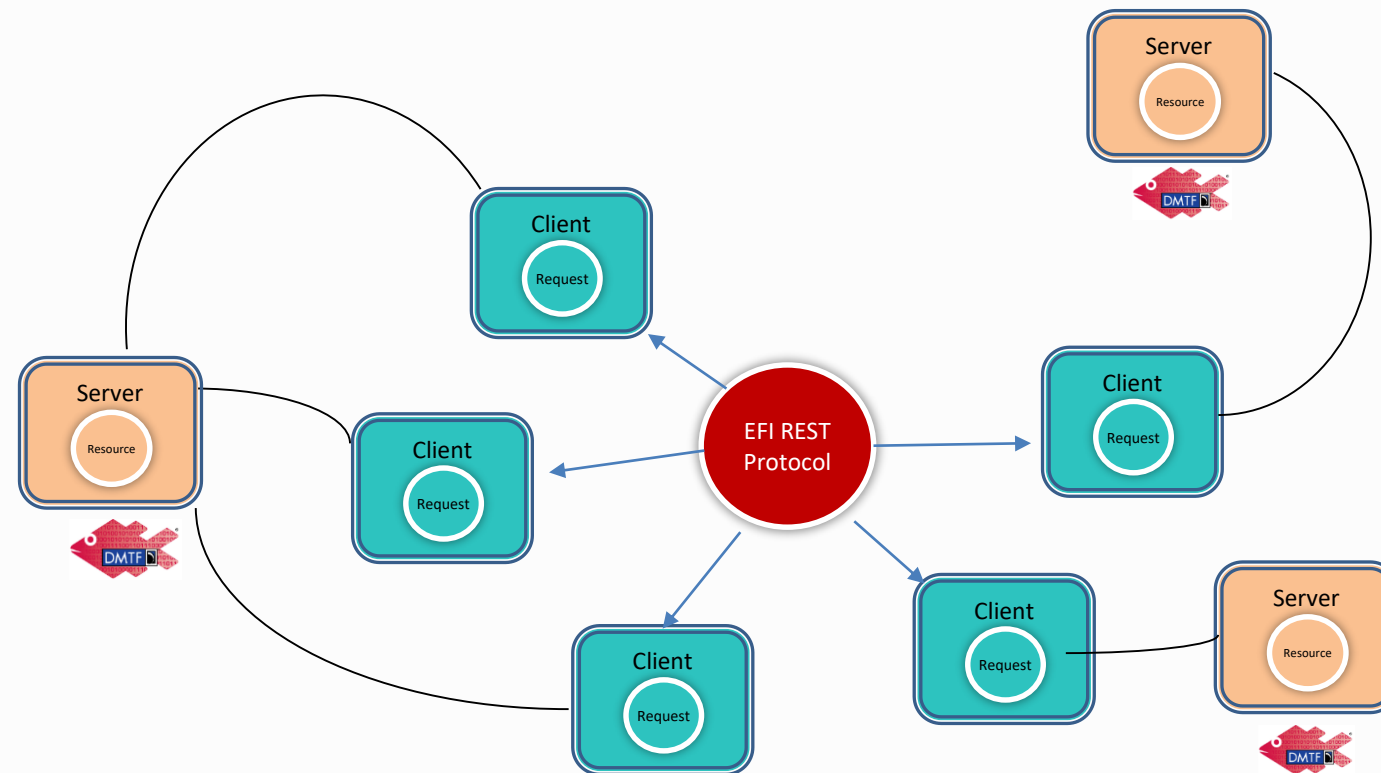 Server
Resource
DMTF
Client
Request
Server
Resource
DMTF
Client
Request
EFI REST
Protocol
Client
Request
Client
Request
Client
Request
Server
Resource
DMTF